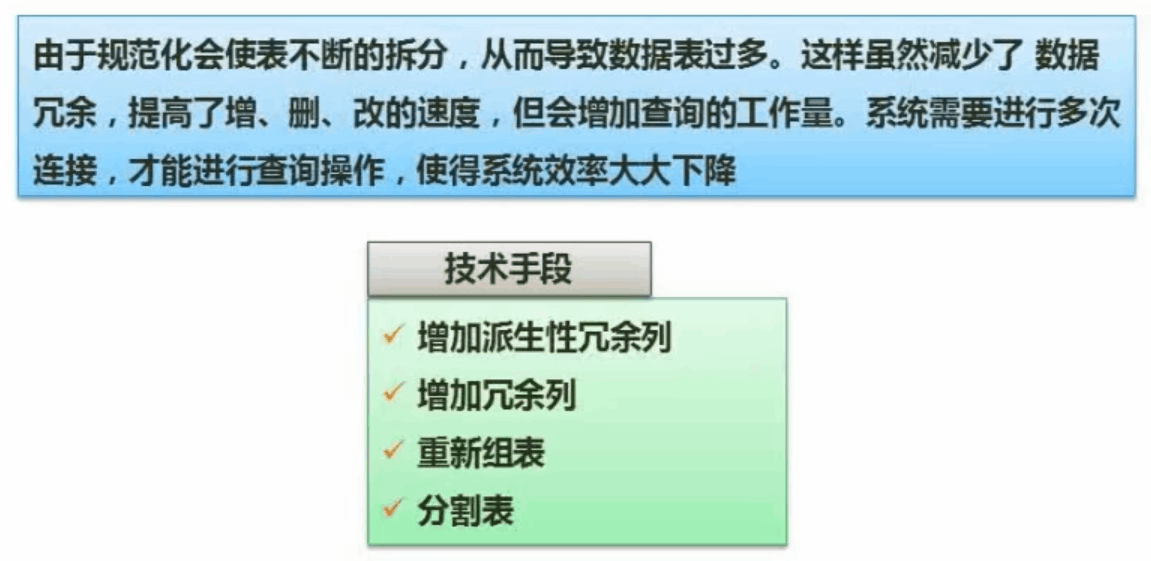 由于规范化会使表不断的拆分，从而导致数据表过多。这样虽然减少了 数据
冗余，提高了增、删、改的速度，但会增加查询的工作量。系统需要进行多次
连接，才能进行查询操作，使得系统效率大大下降
技术手段
✓ 增加派生性冗余列
✓ 增加冗余列
✓ 重新组表
✓ 分割表